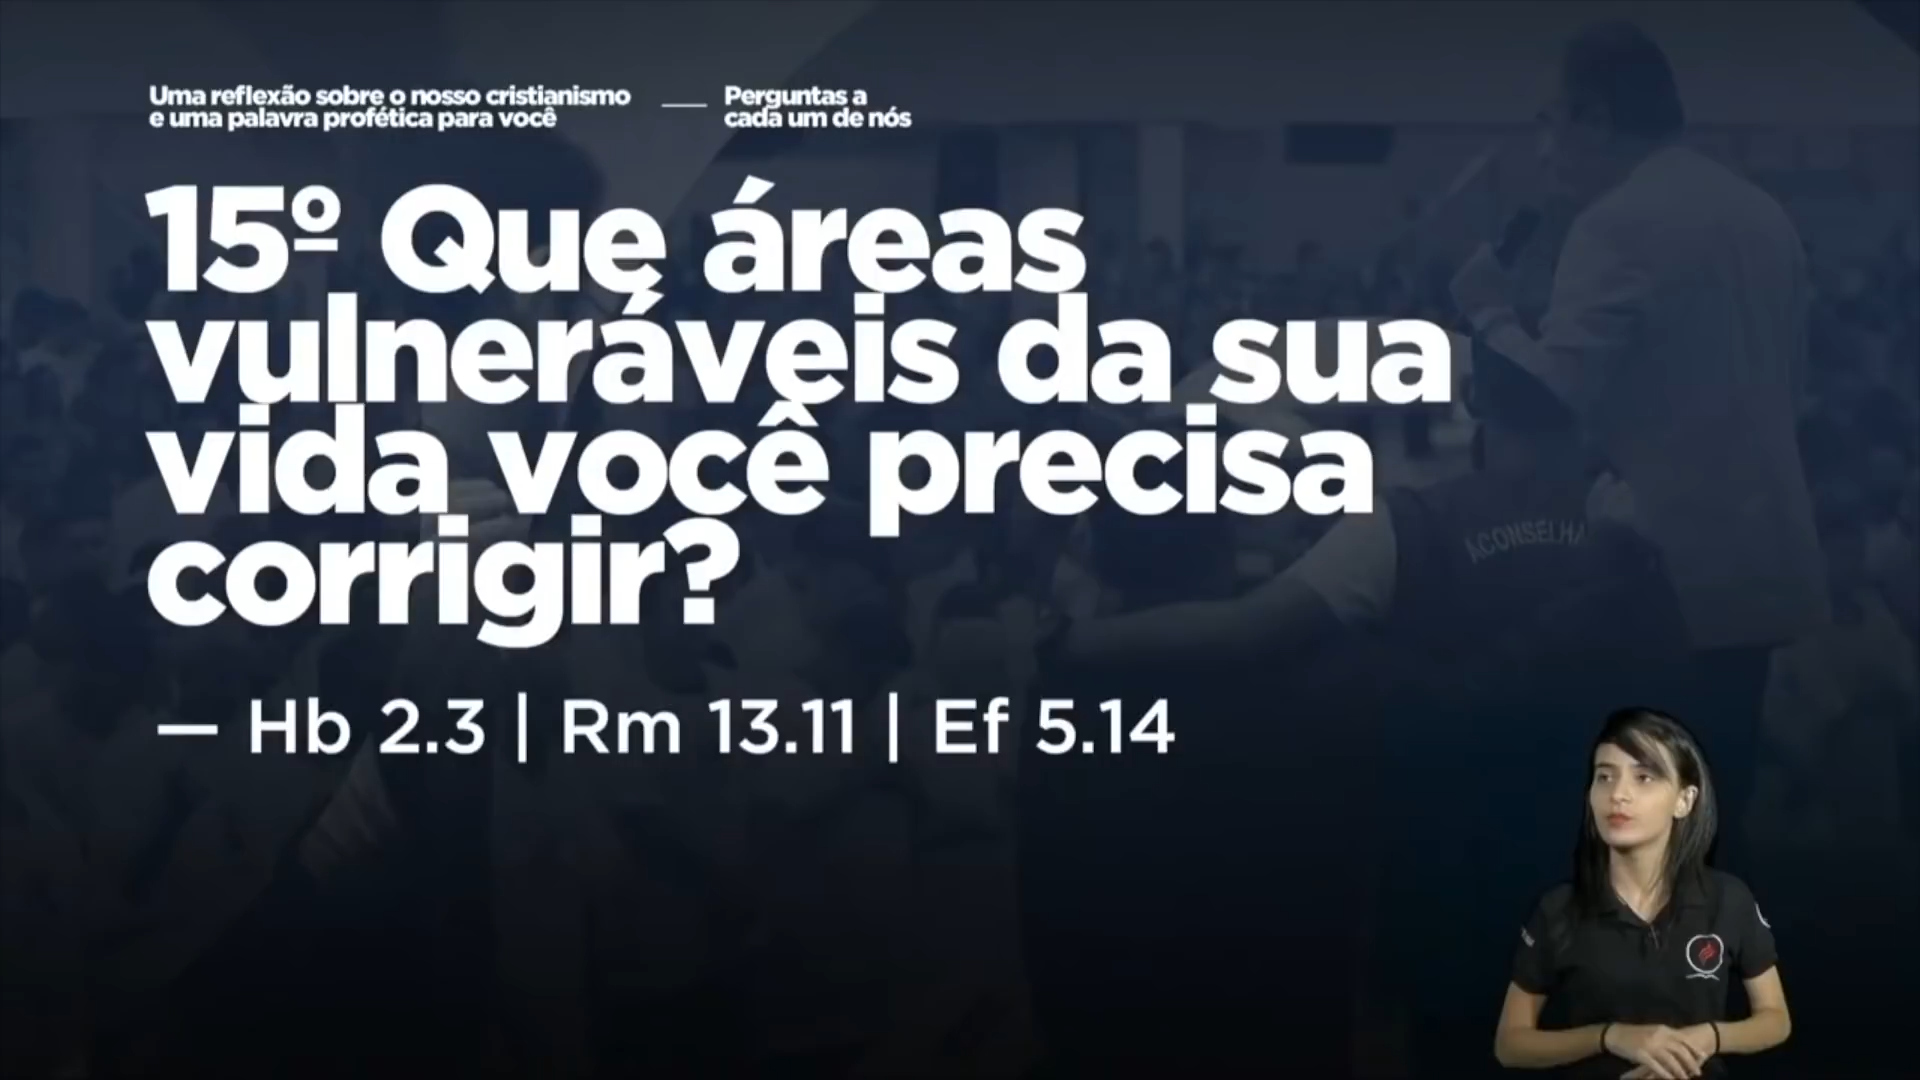 Uma reflexão sobre o nosso cristianismo
e uma palavra profética para você
Perguntas a
cada um de nós
15º Que áreas
vulneráveis da sua
vida você precisa
corrigir?
— Hb 2.3 | Rm 13.11 | Ef 5.14
ACONSELHA